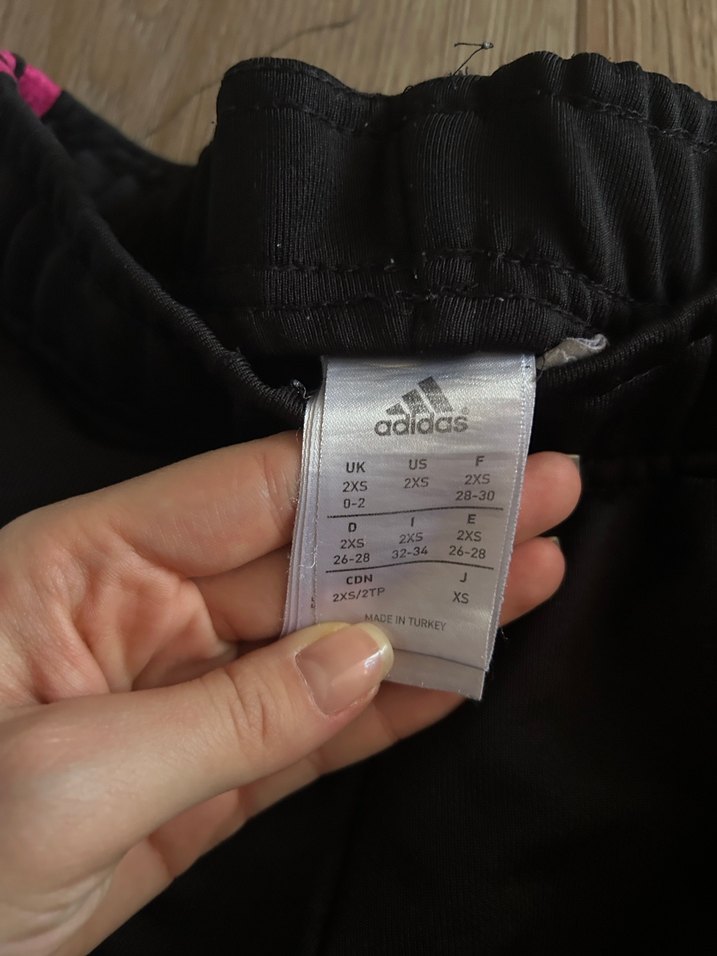 adidas®
UK US F
2XS 2XS 2XS
0-2 28-30
D I E
2XS 2XS 2XS
26-28 32-34 26-28
CDN J
2XS/2TP XS
MADE IN TURKEY